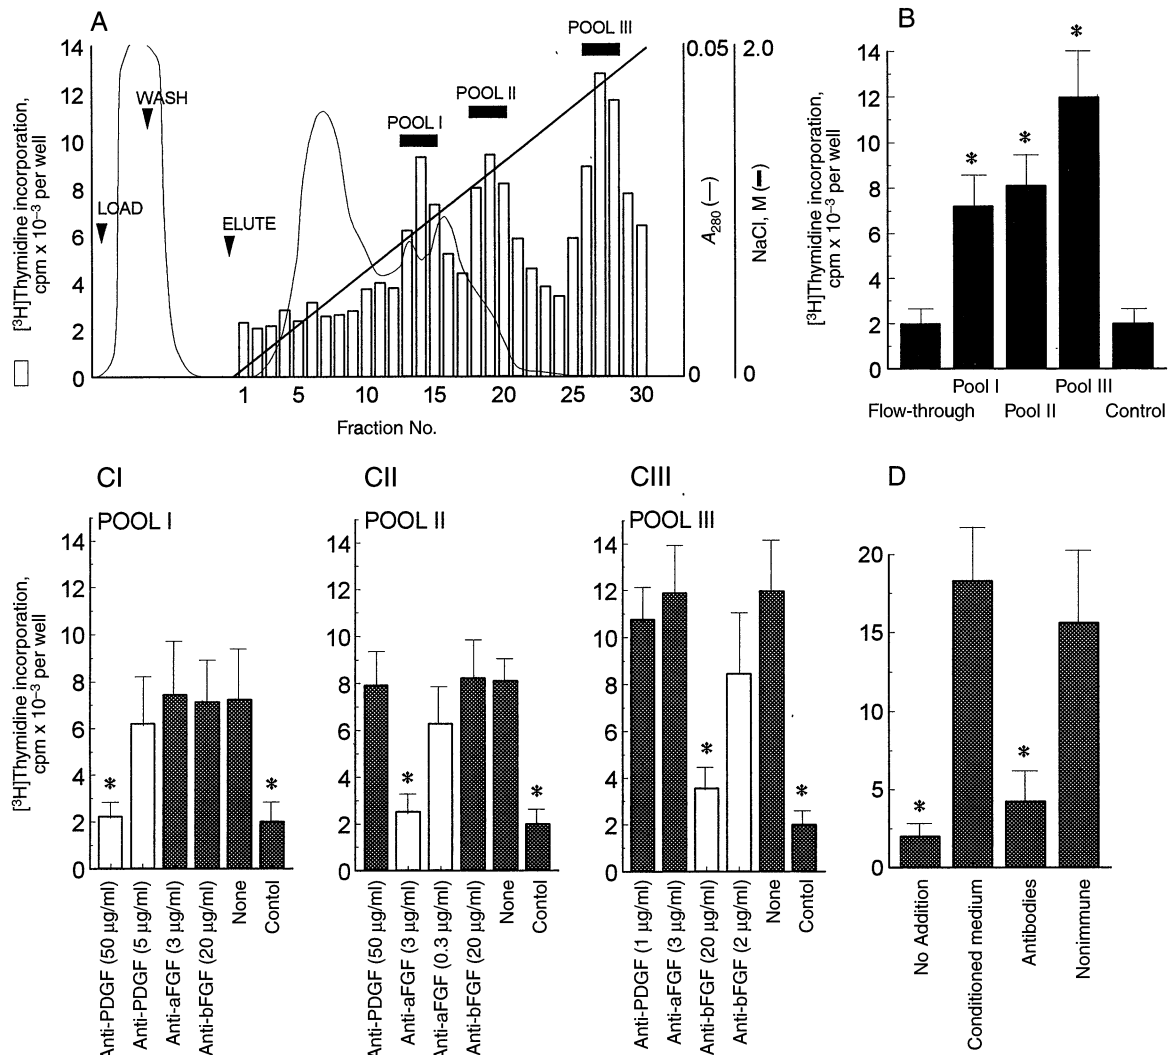 A
POOL III
POOL II
POOL I
WASH
LOAD
ELUTE
[³H]Thymidine incorporation,
cpm x 10⁻³ per well
14
12
10
8
6
4
2
0
1 5 10 15 20 25 30
Fraction No.
0.05
0
A₂₈₀ (—)
2.0
0
NaCl, M (—)
B
[³H]Thymidine incorporation,
cpm x 10⁻³ per well
14
12
10
8
6
4
2
0
* * *
Pool I Pool III
Flow-through Pool II Control
CI
POOL I
[³H]Thymidine incorporation,
cpm x 10⁻³ per well
14
12
10
8
6
4
2
0
* *
Anti-PDGF (50 µg/ml)
Anti-PDGF (5 µg/ml)
Anti-aFGF (3 µg/ml)
Anti-bFGF (20 µg/ml)
None
Contol
CII
POOL II
14
12
10
8
6
4
2
0
* *
Anti-PDGF (50 µg/ml)
Anti-aFGF (3 µg/ml)
Anti-aFGF (0.3 µg/ml)
Anti-bFGF (20 µg/ml)
None
Contol
CIII
POOL III
14
12
10
8
6
4
2
0
* *
Anti-PDGF (1 µg/ml)
Anti-aFGF (3 µg/ml)
Anti-bFGF (20 µg/ml)
Anti-bFGF (2 µg/ml)
None
Control
D
20
15
10
5
0
* *
No Addition
Conditioned medium
Antibodies
Nonimmune